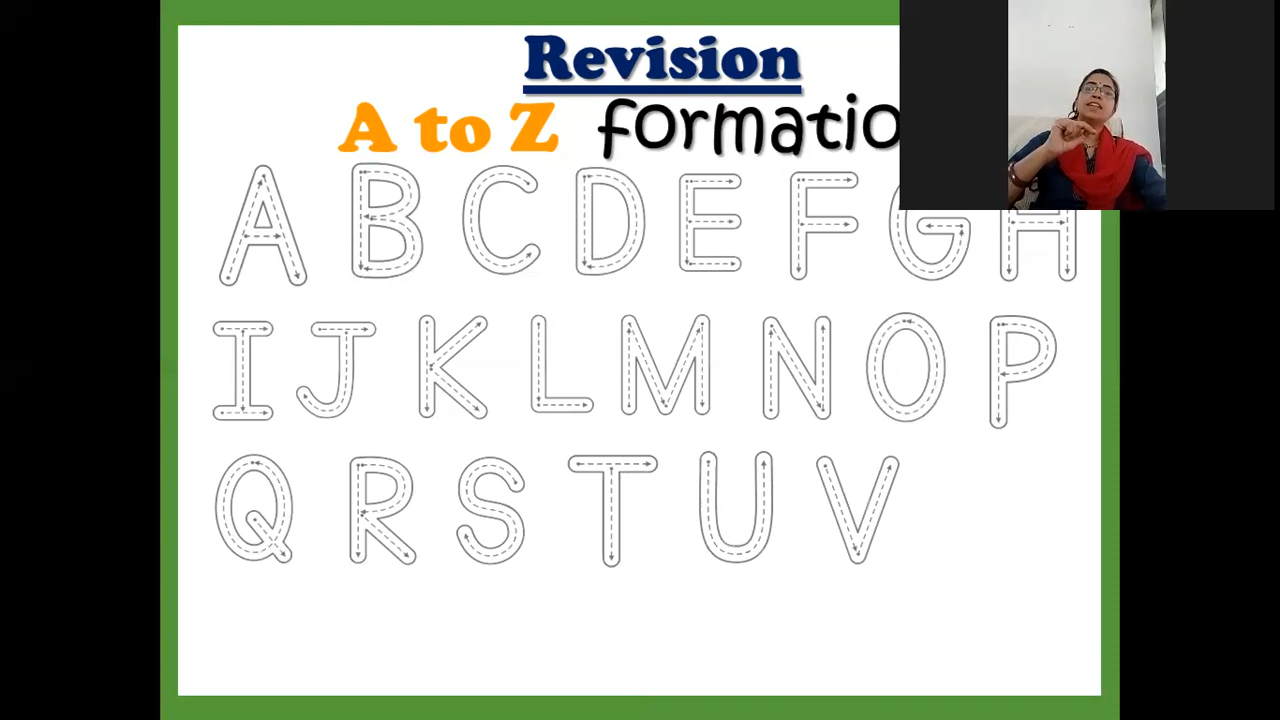 Revision
A to Z formatio
A B C D E F G H
I J K L M N O P
Q R S T U V